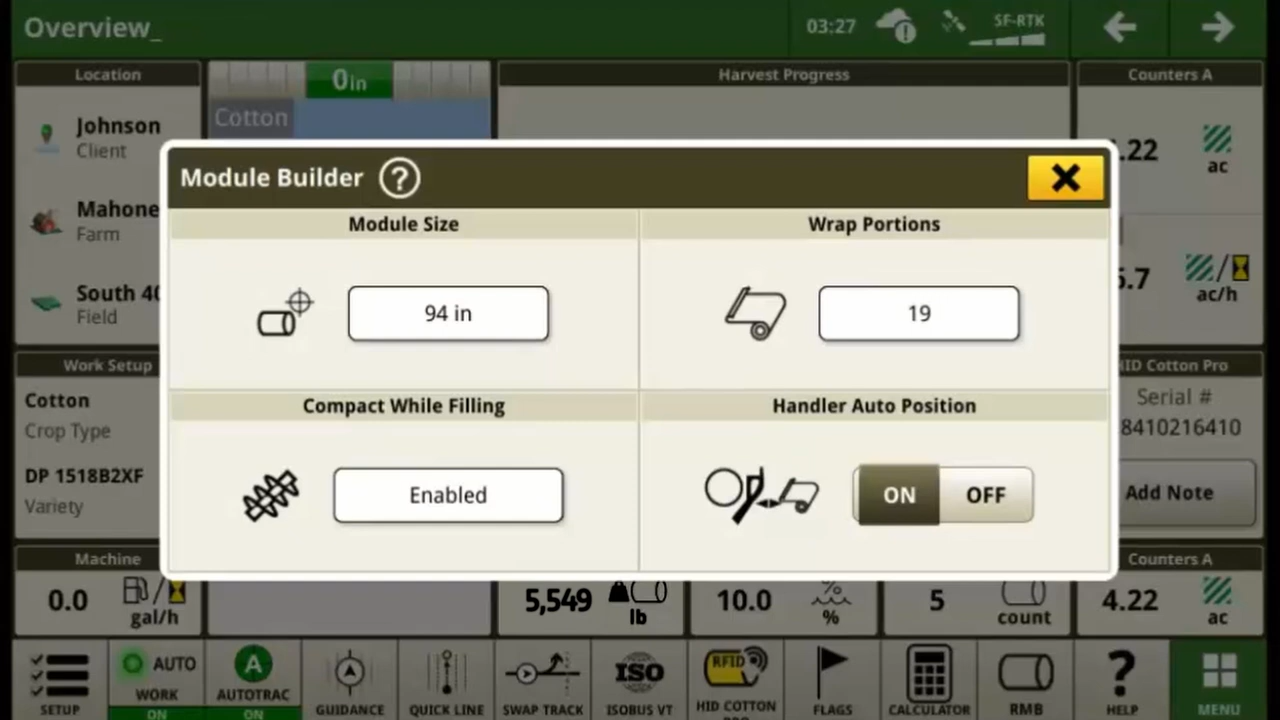 Overview_
03:27
SF-RTK
Location
0in
Harvest Progress
Counters A
Johnson
Client
Cotton
.22
ac
Module Builder ?
Module Size
Wrap Portions
Mahone
Farm
94 in
19
5.7
ac/h
South 40
Field
Work Setup
Compact While Filling
Handler Auto Position
HID Cotton Pro
Cotton
Crop Type
Serial #
8410216410
DP 1518B2XF
Variety
Enabled
ON
OFF
Add Note
Machine
Counters A
0.0
gal/h
5,549
lb
10.0
%
5
count
4.22
ac
SETUP
AUTO
WORK
ON
A
AUTOTRAC
ON
GUIDANCE
QUICK LINE
SWAP TRACK
ISO
ISOBUS VT
RFID
HID COTTON
PRO
FLAGS
CALCULATOR
RMB
?
HELP
MENU